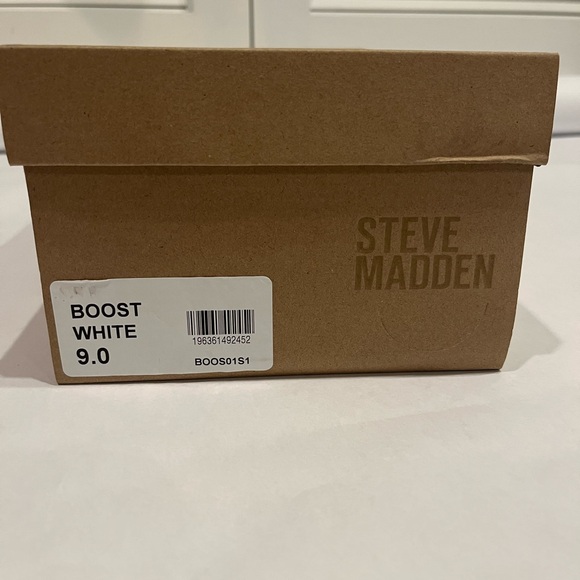 STEVE
MADDEN
BOOST
WHITE
9.0
196361492452
BOOS01S1